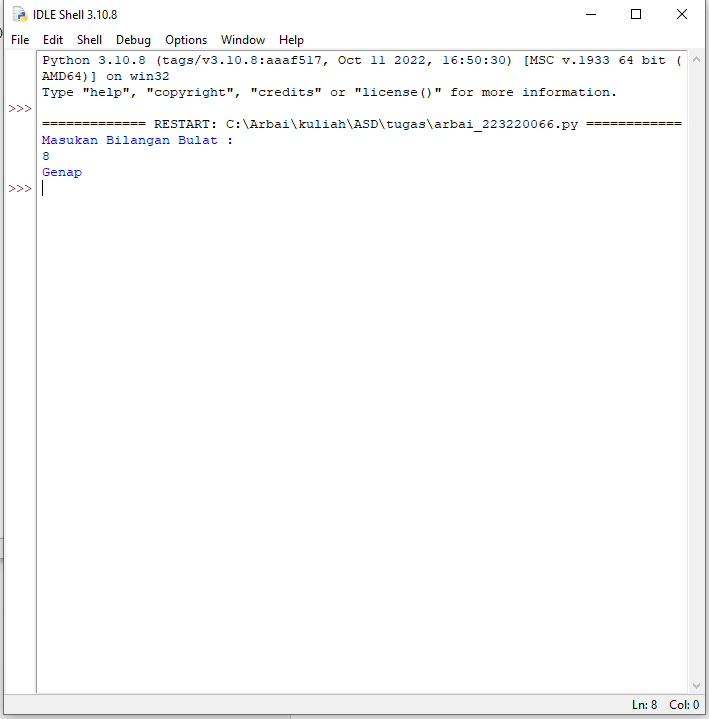 IDLE Shell 3.10.8
File Edit Shell Debug Options Window Help
Python 3.10.8 (tags/v3.10.8:aaaf517, Oct 11 2022, 16:50:30) [MSC v.1933 64 bit (
AMD64)] on win32
Type "help", "copyright", "credits" or "license()" for more information.
>>>
============= RESTART: C:\Arbai\kuliah\ASD\tugas\arbai_223220066.py ============
Masukan Bilangan Bulat :
8
Genap
>>>
Ln: 8 Col: 0